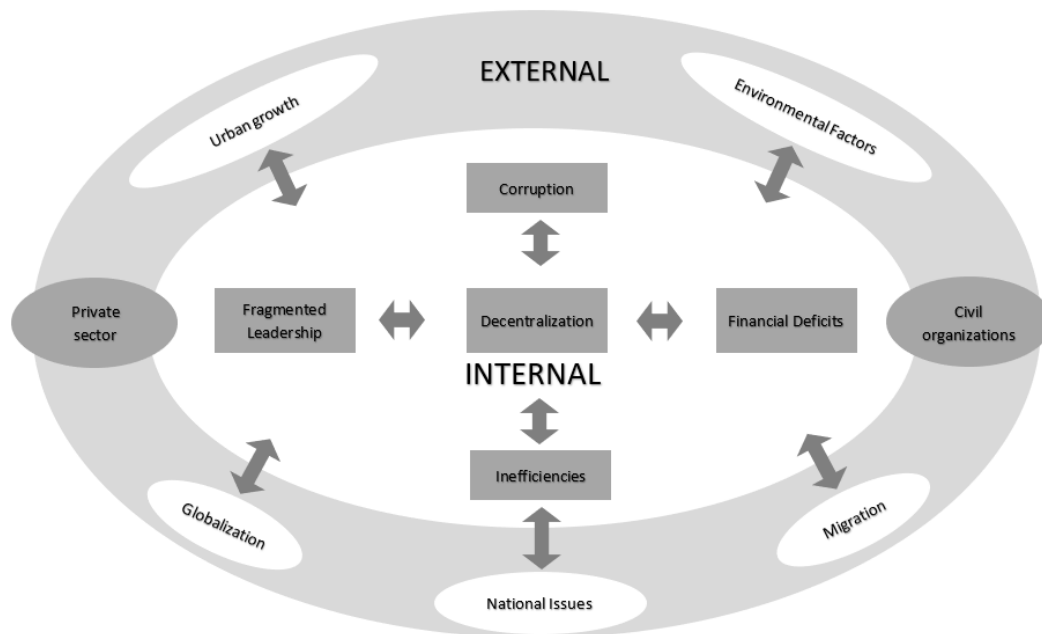 EXTERNAL
Urban growth
Environmental Factors
Corruption
Private
sector
Fragmented
Leadership
Decentralization
Financial Deficits
Civil
organizations
INTERNAL
Inefficiencies
Globalization
Migration
National Issues